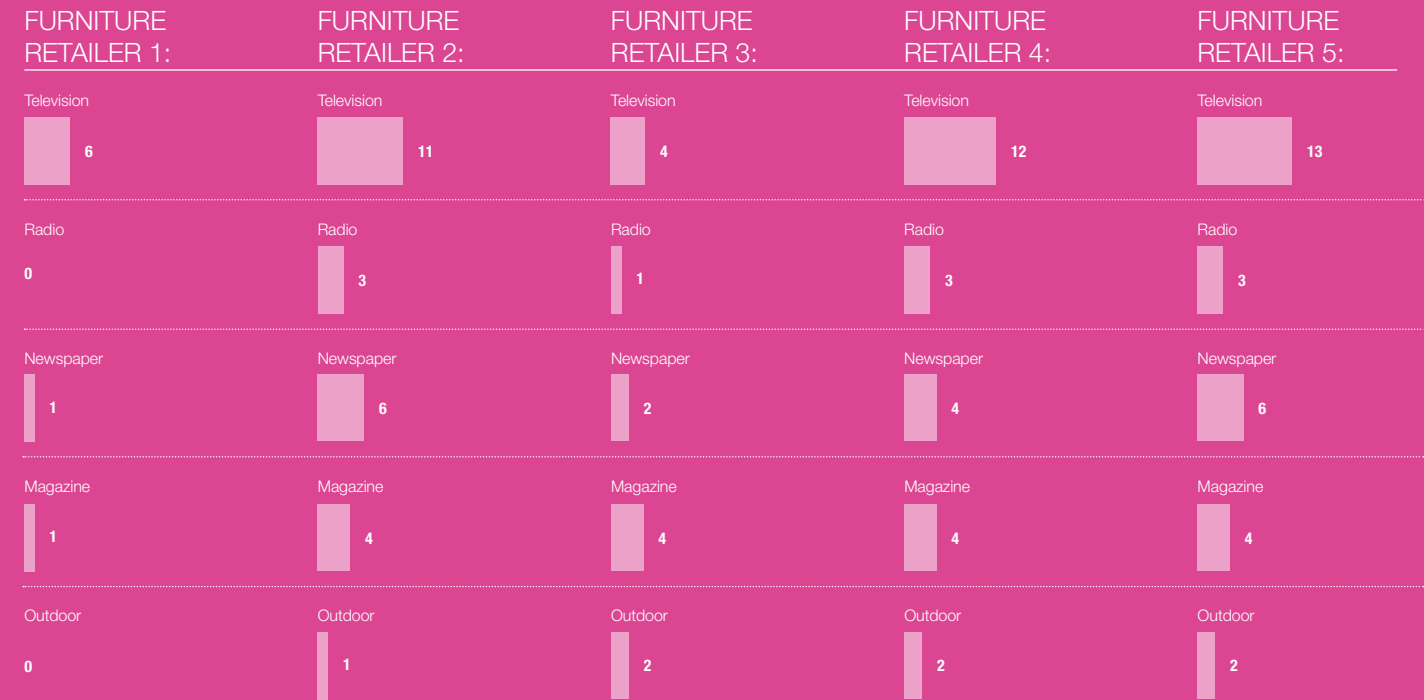 FURNITURE
RETAILER 1:
FURNITURE
RETAILER 2:
FURNITURE
RETAILER 3:
FURNITURE
RETAILER 4:
FURNITURE
RETAILER 5:
Television
Television
Television
Television
Television
6
11
4
12
13
Radio
Radio
Radio
Radio
Radio
0
3
1
3
3
Newspaper
Newspaper
Newspaper
Newspaper
Newspaper
1
6
2
4
6
Magazine
Magazine
Magazine
Magazine
Magazine
1
4
4
4
4
Outdoor
Outdoor
Outdoor
Outdoor
Outdoor
0
1
2
2
2